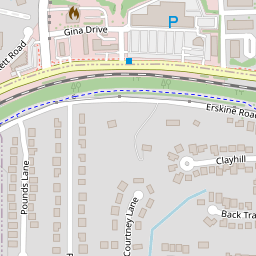 Gina Drive
P
ett Road
Erskine Road
Clayhill
Pounds Lane
Courtney Lane
Back Tra